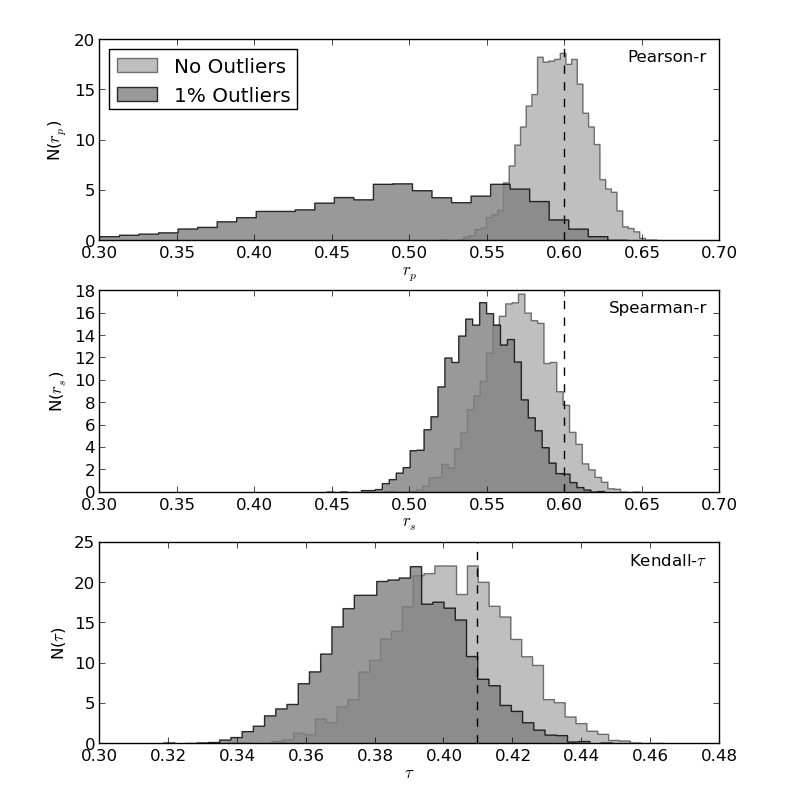 20
15
10
5
0
N(r_p)
No Outliers
1% Outliers
Pearson-r
0.30 0.35 0.40 0.45 0.50 0.55 0.60 0.65 0.70
r_p
18
16
14
12
10
8
6
4
2
0
N(r_s)
Spearman-r
0.30 0.35 0.40 0.45 0.50 0.55 0.60 0.65 0.70
r_s
25
20
15
10
5
0
N(τ)
Kendall-τ
0.30 0.32 0.34 0.36 0.38 0.40 0.42 0.44 0.46 0.48
τ